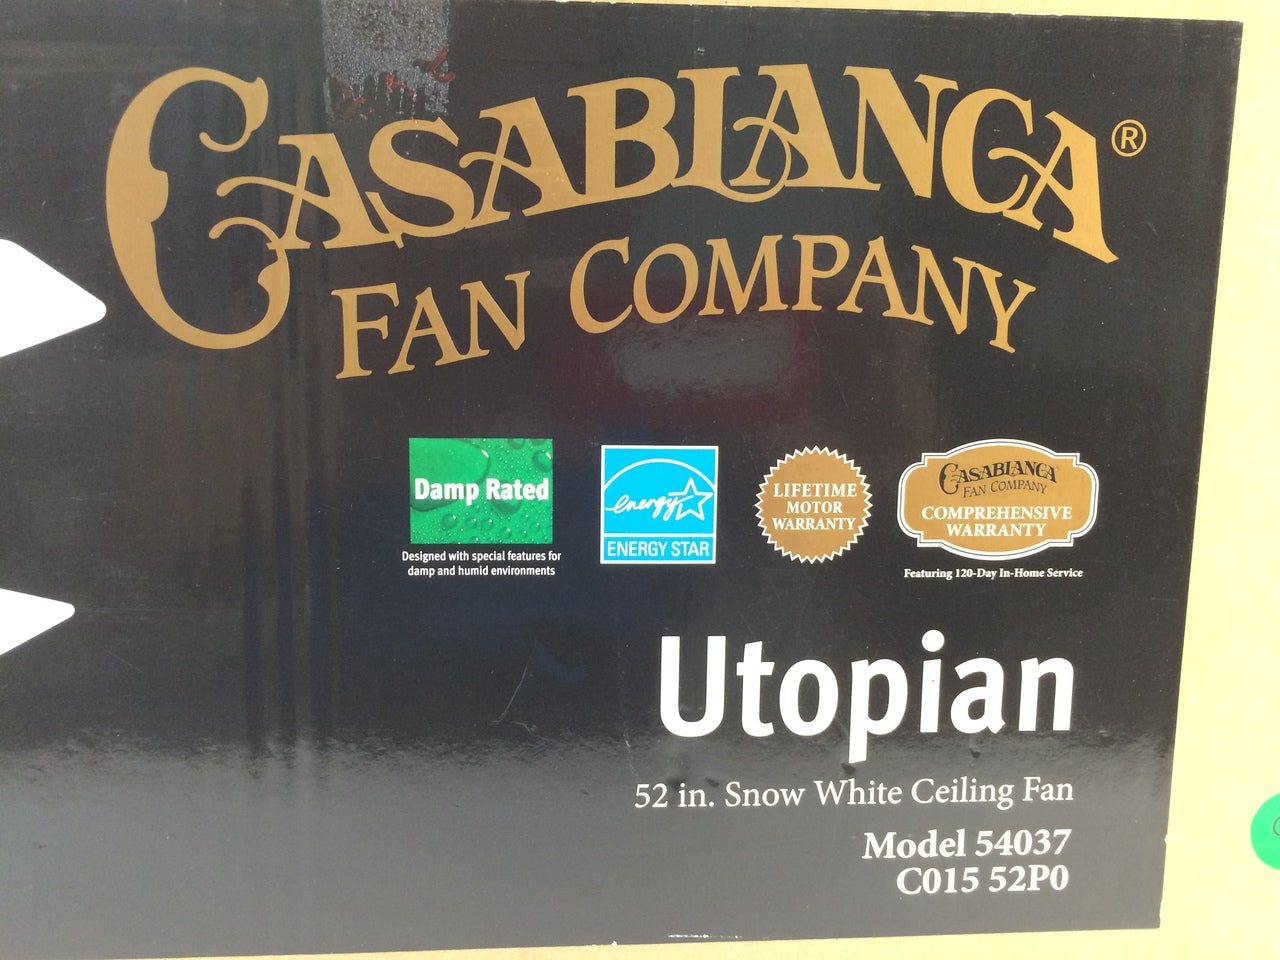 CASABLANCA®
FAN COMPANY
Damp Rated
Designed with special features for
damp and humid environments
energy
ENERGY STAR
LIFETIME
MOTOR
WARRANTY
CASABLANCA
FAN COMPANY
COMPREHENSIVE
WARRANTY
Featuring 120-Day In-Home Service
Utopian
52 in. Snow White Ceiling Fan
Model 54037
C015 52P0